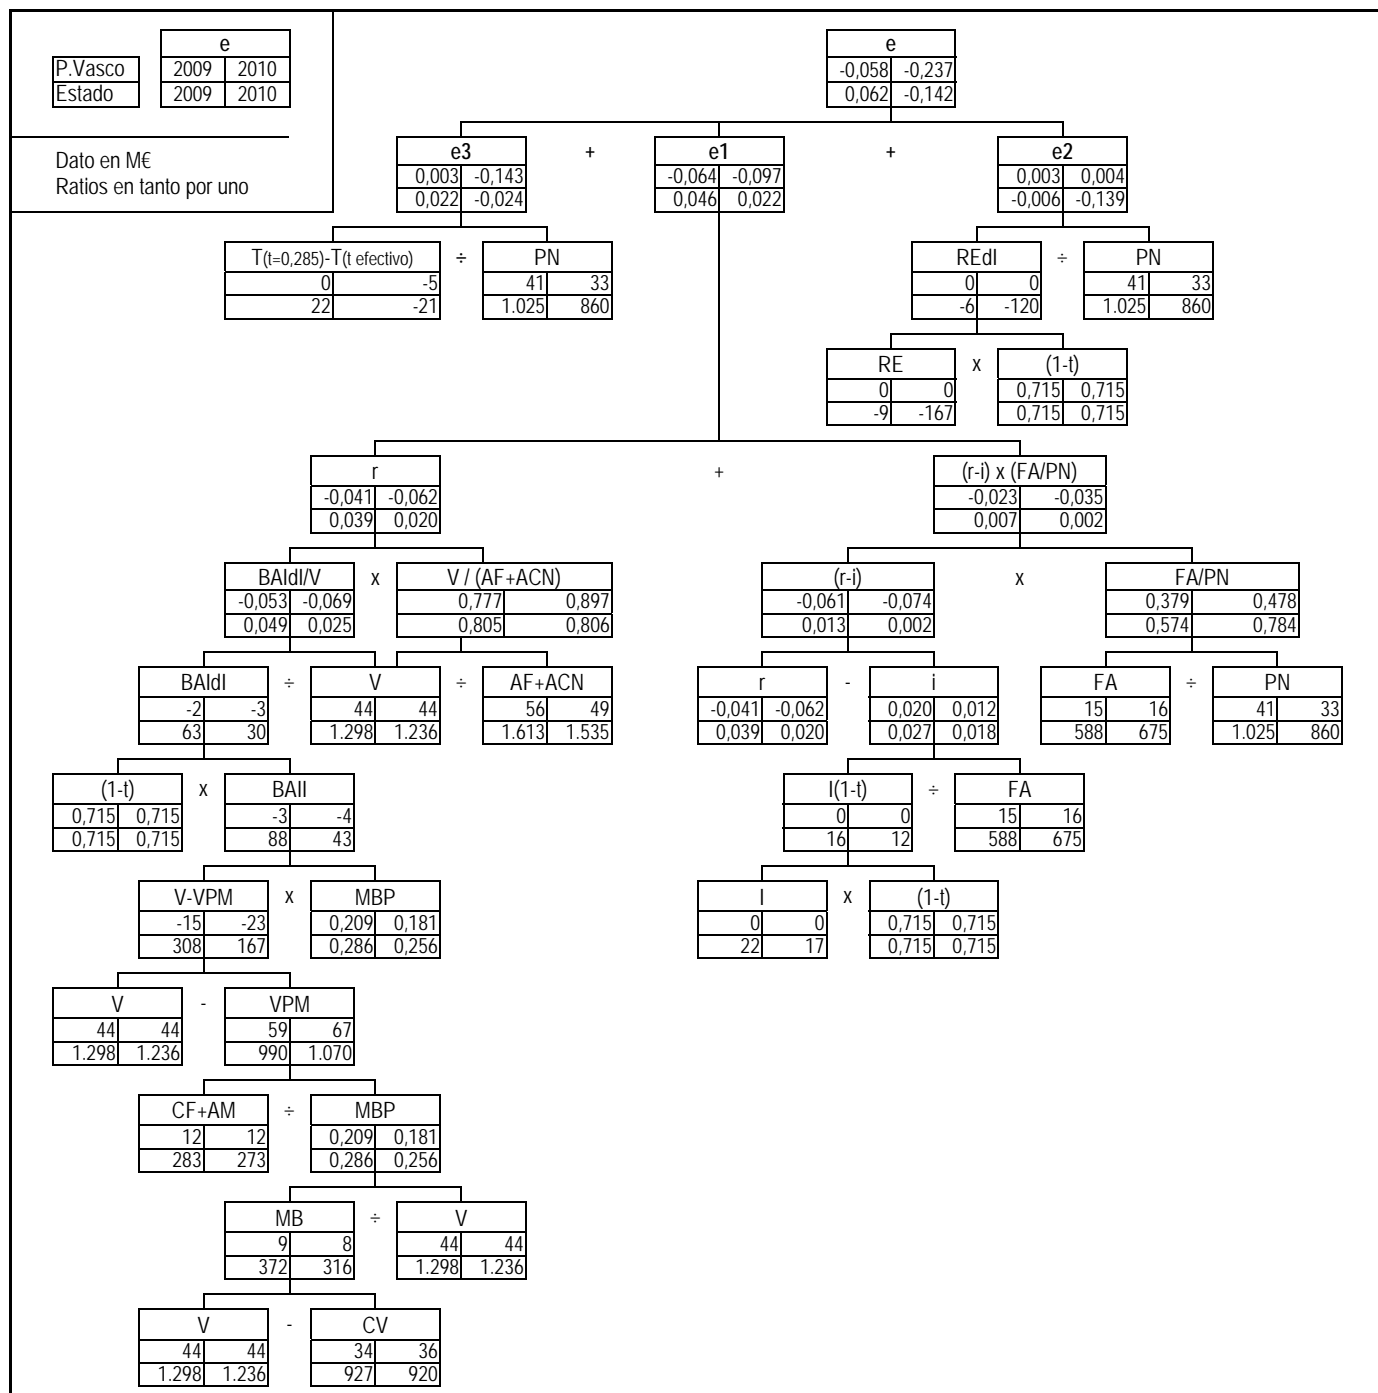 e
P.Vasco 2009 2010
Estado 2009 2010
Dato en M€
Ratios en tanto por uno
e
-0,058 -0,237
0,062 -0,142
e3 + e1 + e2
0,003 -0,143 -0,064 -0,097 0,003 0,004
0,022 -0,024 0,046 0,022 -0,006 -0,139
T(t=0,285)-T(t efectivo) ÷ PN REdI ÷ PN
0 -5 41 33 0 0 41 33
22 -21 1.025 860 -6 -120 1.025 860
RE x (1-t)
0 0 0,715 0,715
-9 -167 0,715 0,715
r + (r-i) x (FA/PN)
-0,041 -0,062 -0,023 -0,035
0,039 0,020 0,007 0,002
BAIdI/V x V / (AF+ACN) (r-i) x FA/PN
-0,053 -0,069 0,777 0,897 -0,061 -0,074 0,379 0,478
0,049 0,025 0,805 0,806 0,013 0,002 0,574 0,784
BAIdI ÷ V ÷ AF+ACN r - i FA ÷ PN
-2 -3 44 44 56 49 -0,041 -0,062 0,020 0,012 15 16 41 33
63 30 1.298 1.236 1.613 1.535 0,039 0,020 0,027 0,018 588 675 1.025 860
(1-t) x BAII I(1-t) ÷ FA
0,715 0,715 -3 -4 0 0 15 16
0,715 0,715 88 43 16 12 588 675
V-VPM x MBP I x (1-t)
-15 -23 0,209 0,181 0 0 0,715 0,715
308 167 0,286 0,256 22 17 0,715 0,715
V - VPM
44 44 59 67
1.298 1.236 990 1.070
CF+AM ÷ MBP
12 12 0,209 0,181
283 273 0,286 0,256
MB ÷ V
9 8 44 44
372 316 1.298 1.236
V - CV
44 44 34 36
1.298 1.236 927 920